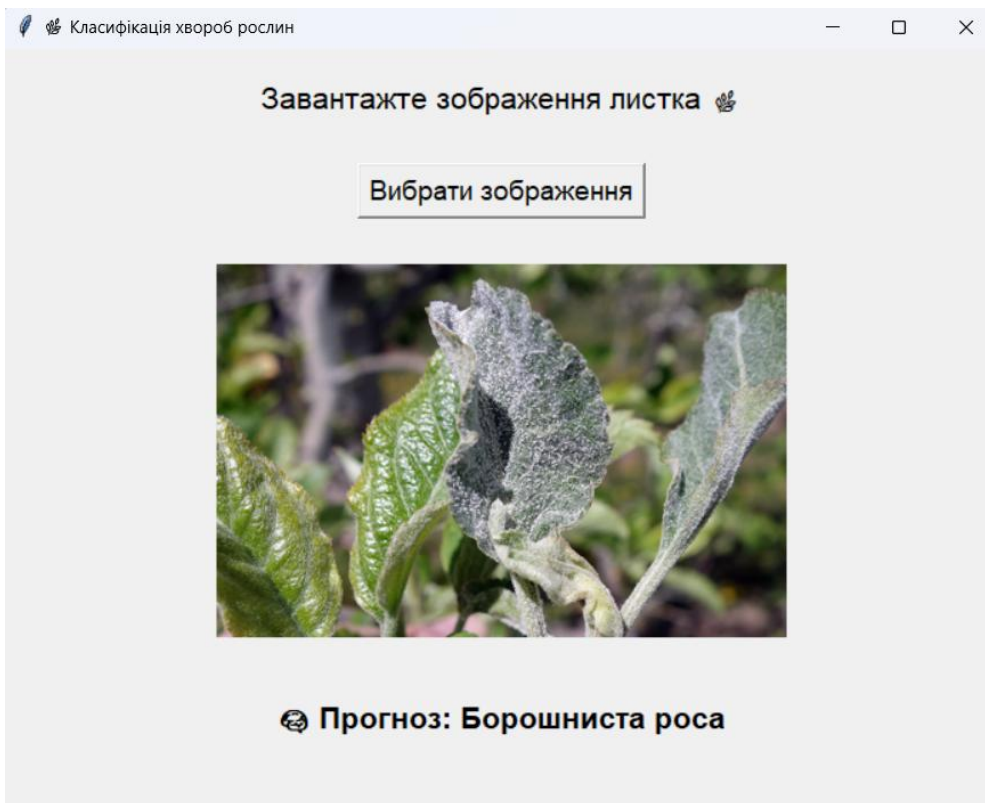 🌿 Класифікація хвороб рослин
Завантажте зображення листка 🌿
Вибрати зображення
🧠 Прогноз: Борошниста роса